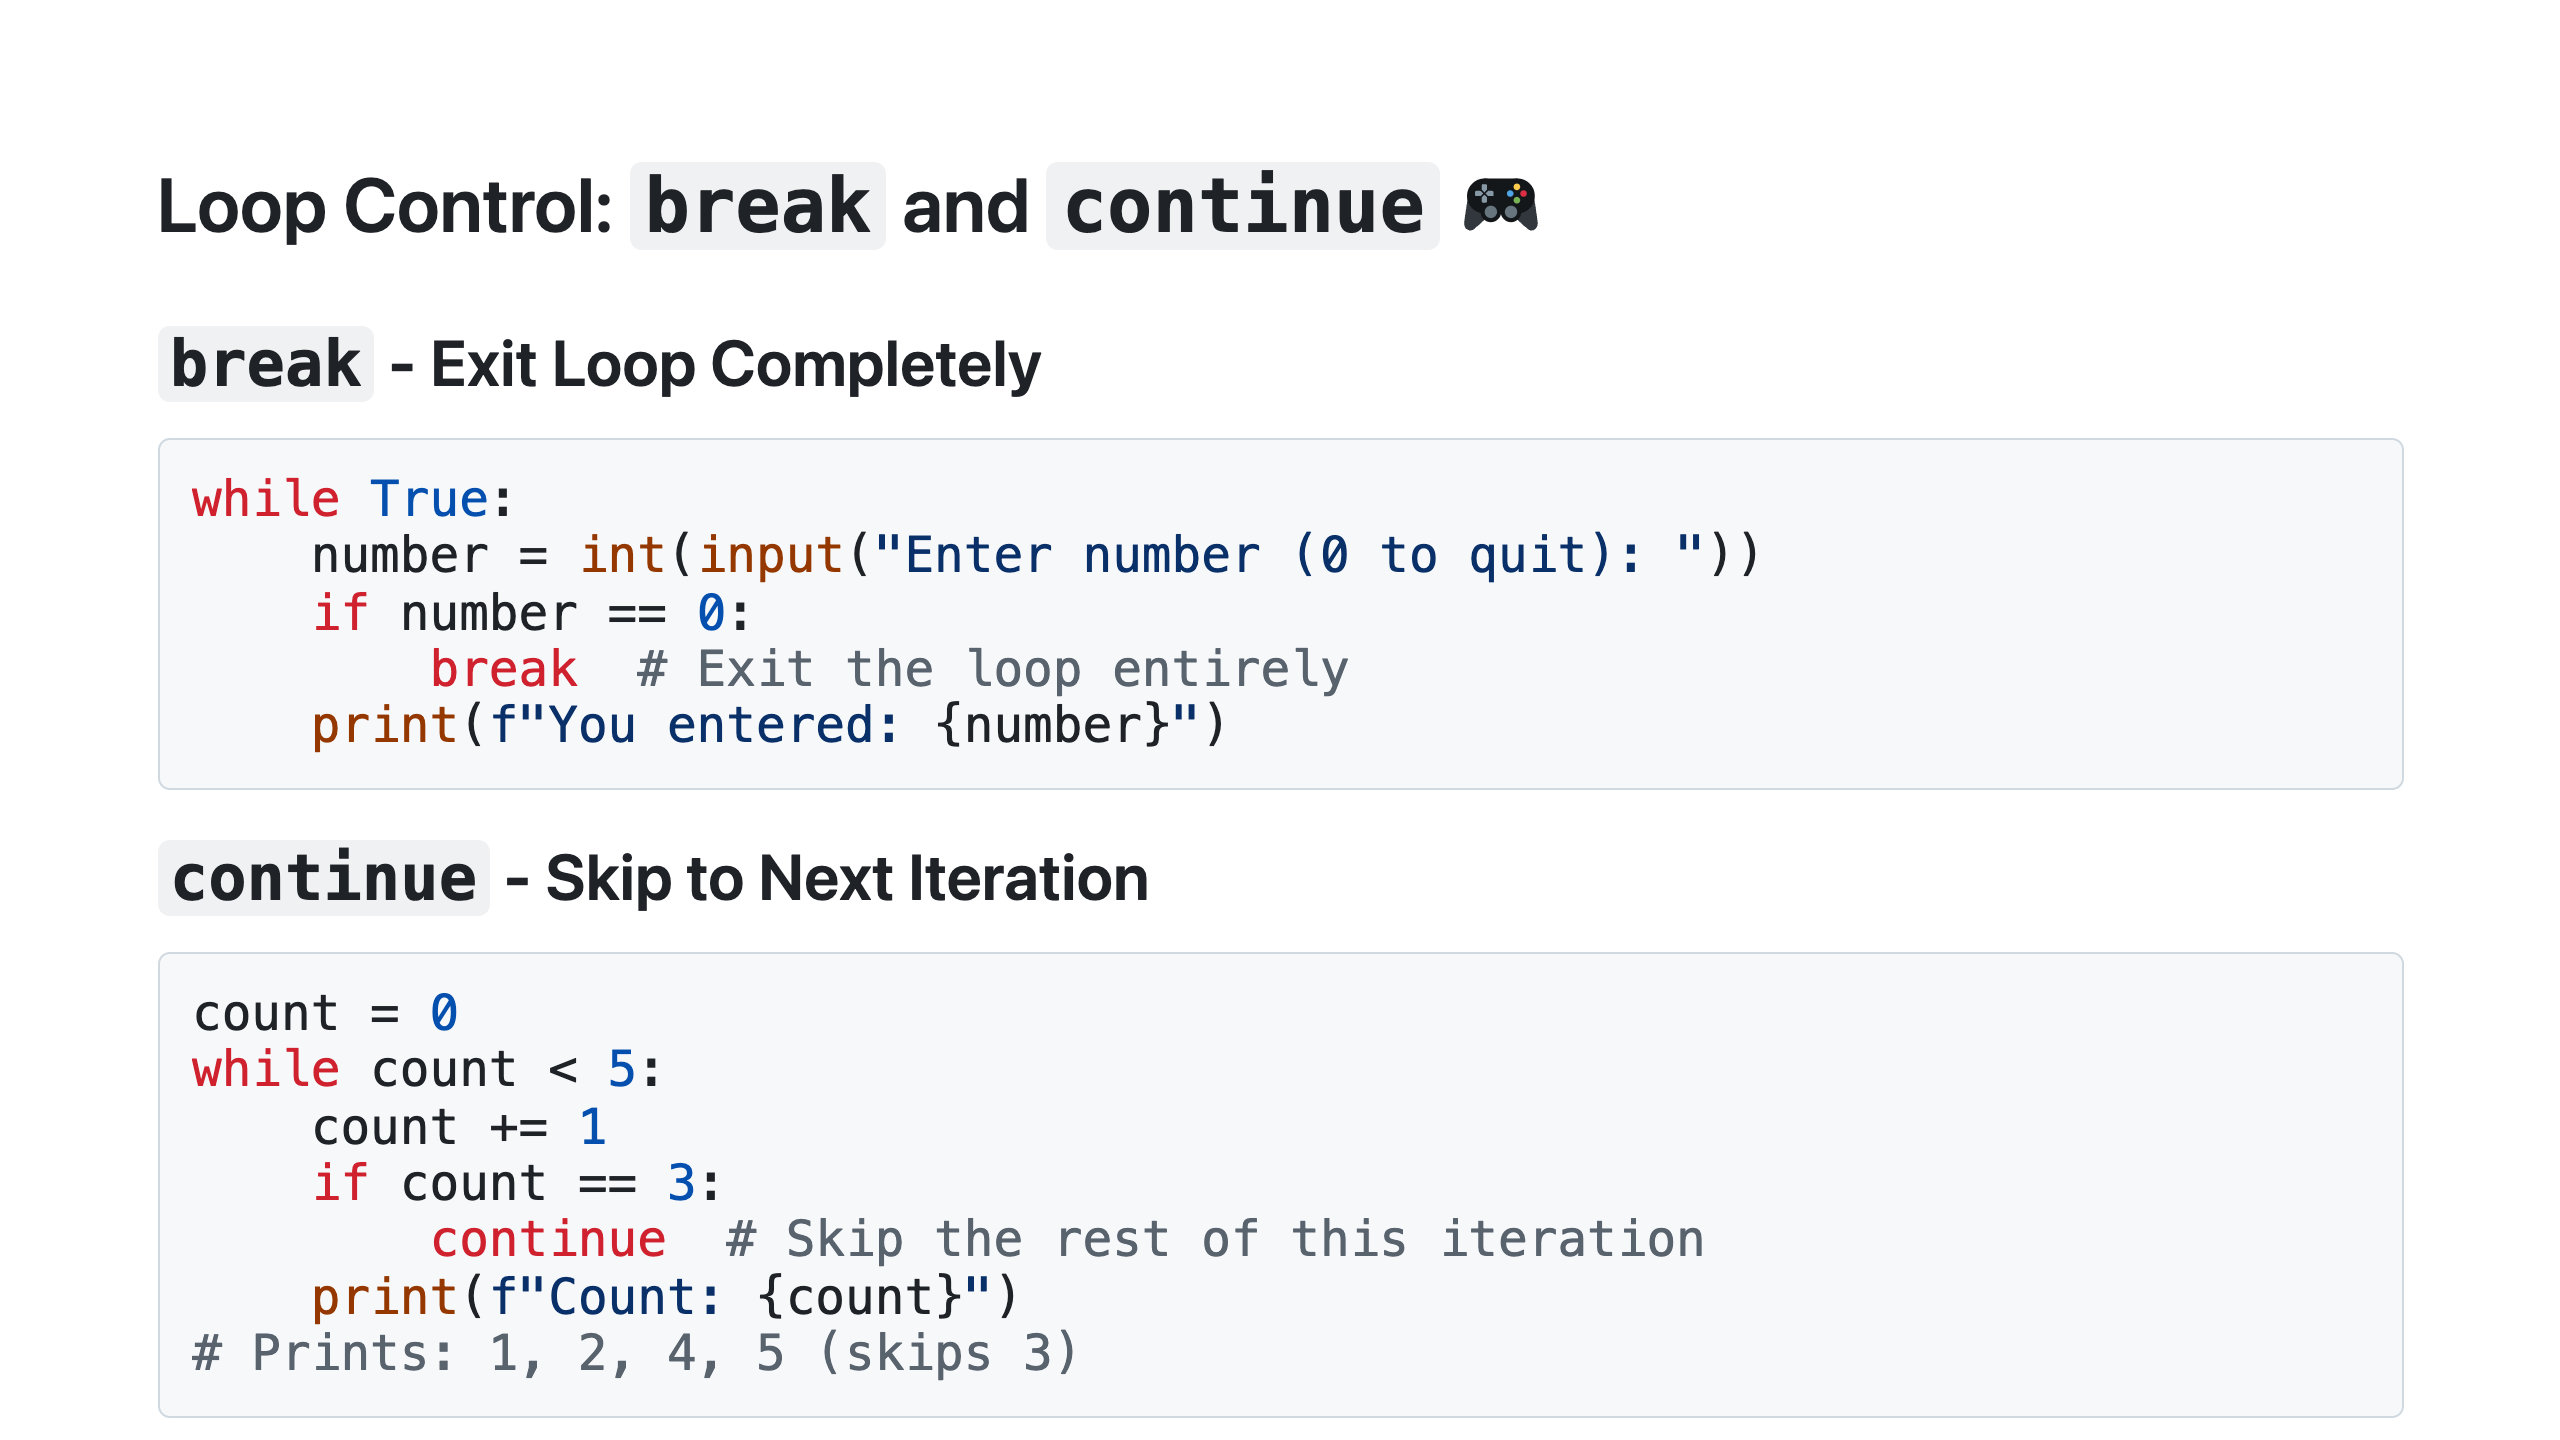 Loop Control: break and continue 🎮
break - Exit Loop Completely
while True:
    number = int(input("Enter number (0 to quit): "))
    if number == 0:
        break  # Exit the loop entirely
    print(f"You entered: {number}")
continue - Skip to Next Iteration
count = 0
while count < 5:
    count += 1
    if count == 3:
        continue  # Skip the rest of this iteration
    print(f"Count: {count}")
# Prints: 1, 2, 4, 5 (skips 3)